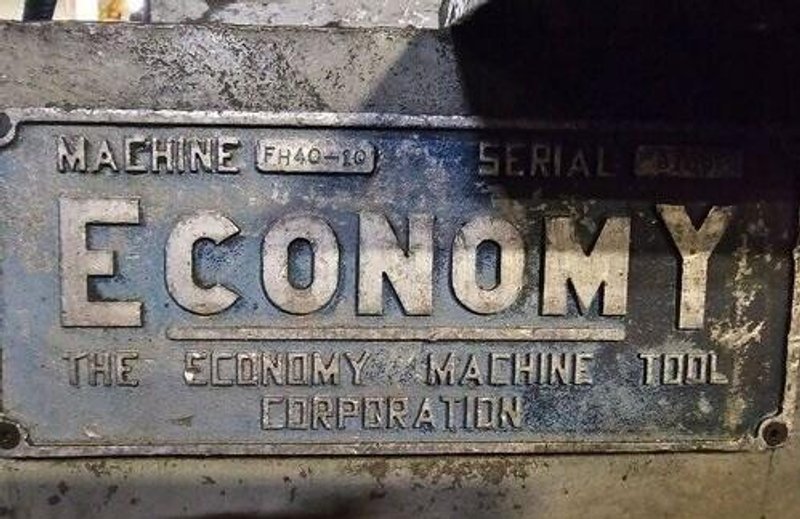 MACHINE FH40-10 SERIAL
ECONOMY
THE ECONOMY MACHINE TOOL
CORPORATION